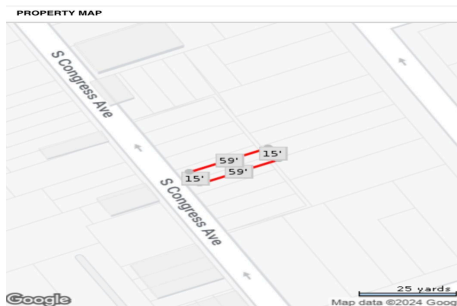 PROPERTY MAP
S Congress Ave
59'
15'
59'
15'
S Congress Ave
25 yards
Google
Map data ©2024 Goog